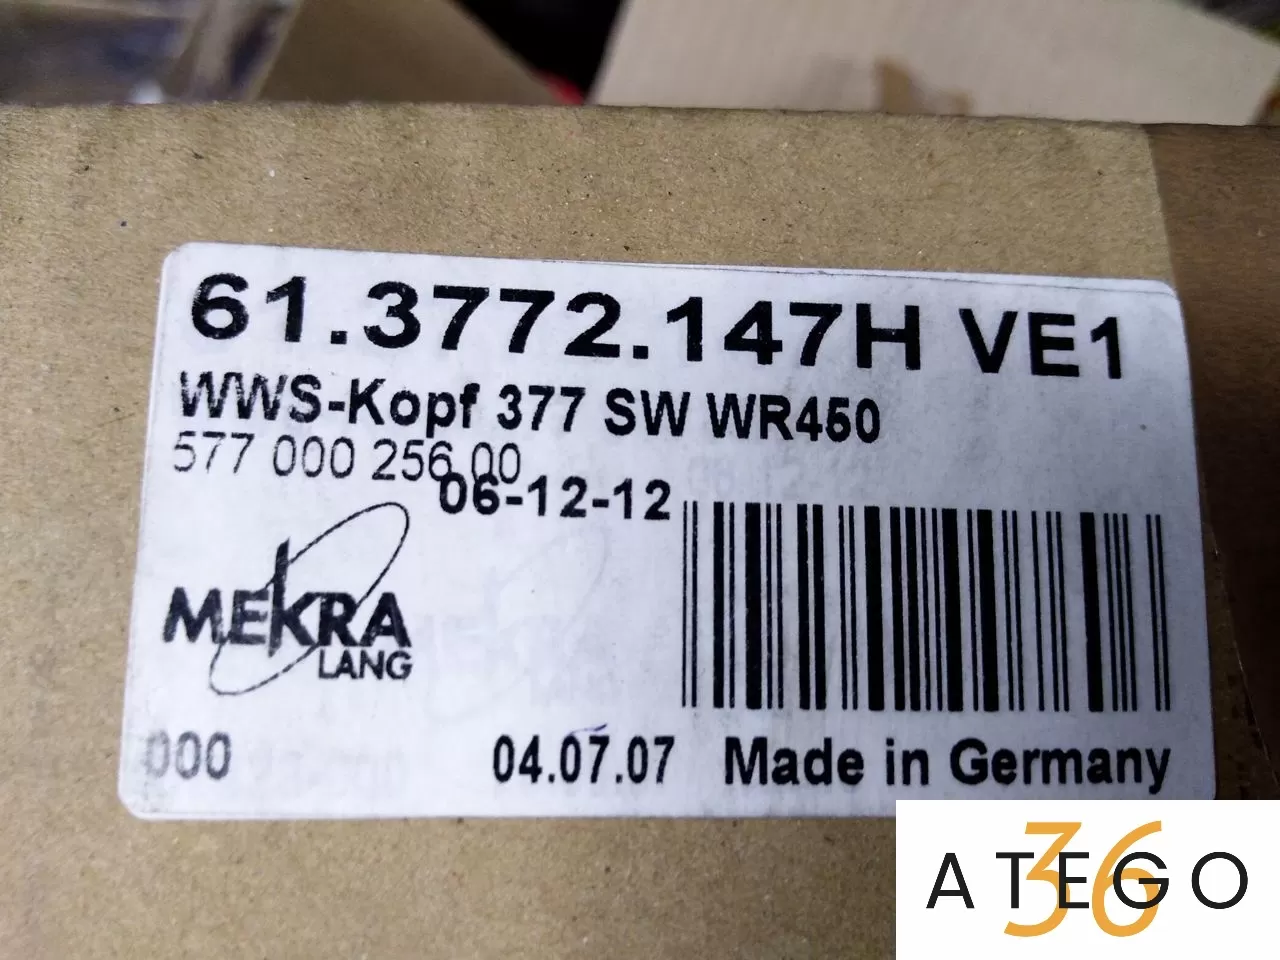 61.3772.147H VE1
WWS-Kopf 377 SW WR450
577 000 256 00
06-12-12
MEKRA
LANG
000
04.07.07
Made in Germany
ATEGO
36